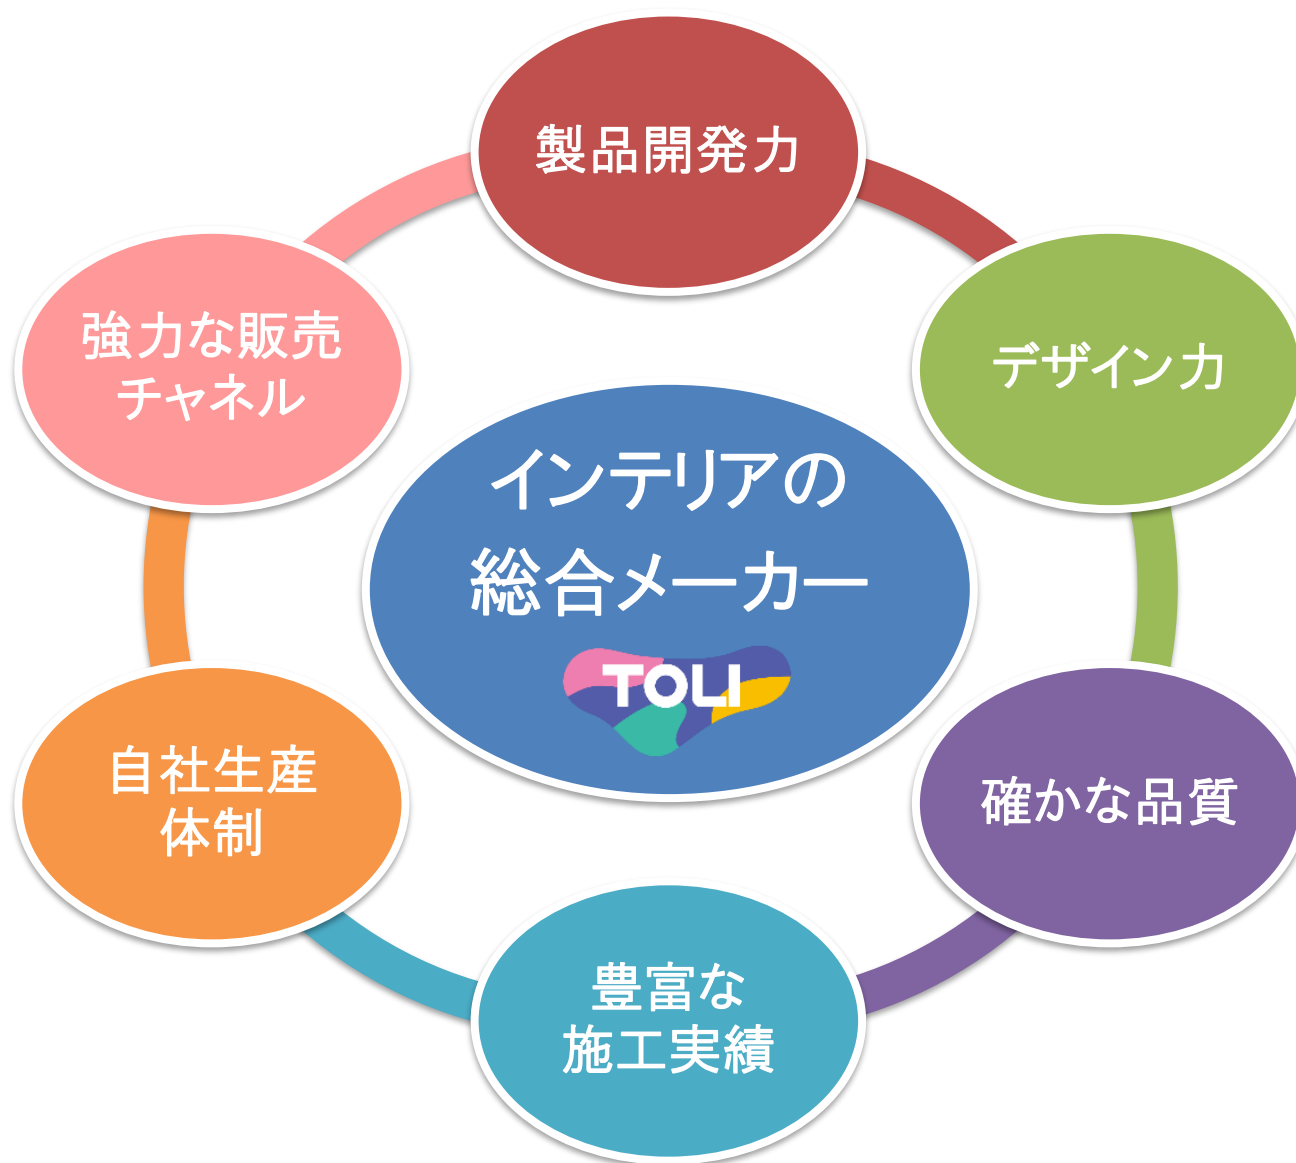 製品開発力
デザイン力
確かな品質
豊富な
施工実績
自社生産
体制
強力な販売
チャネル
インテリアの
総合メーカー
TOLI